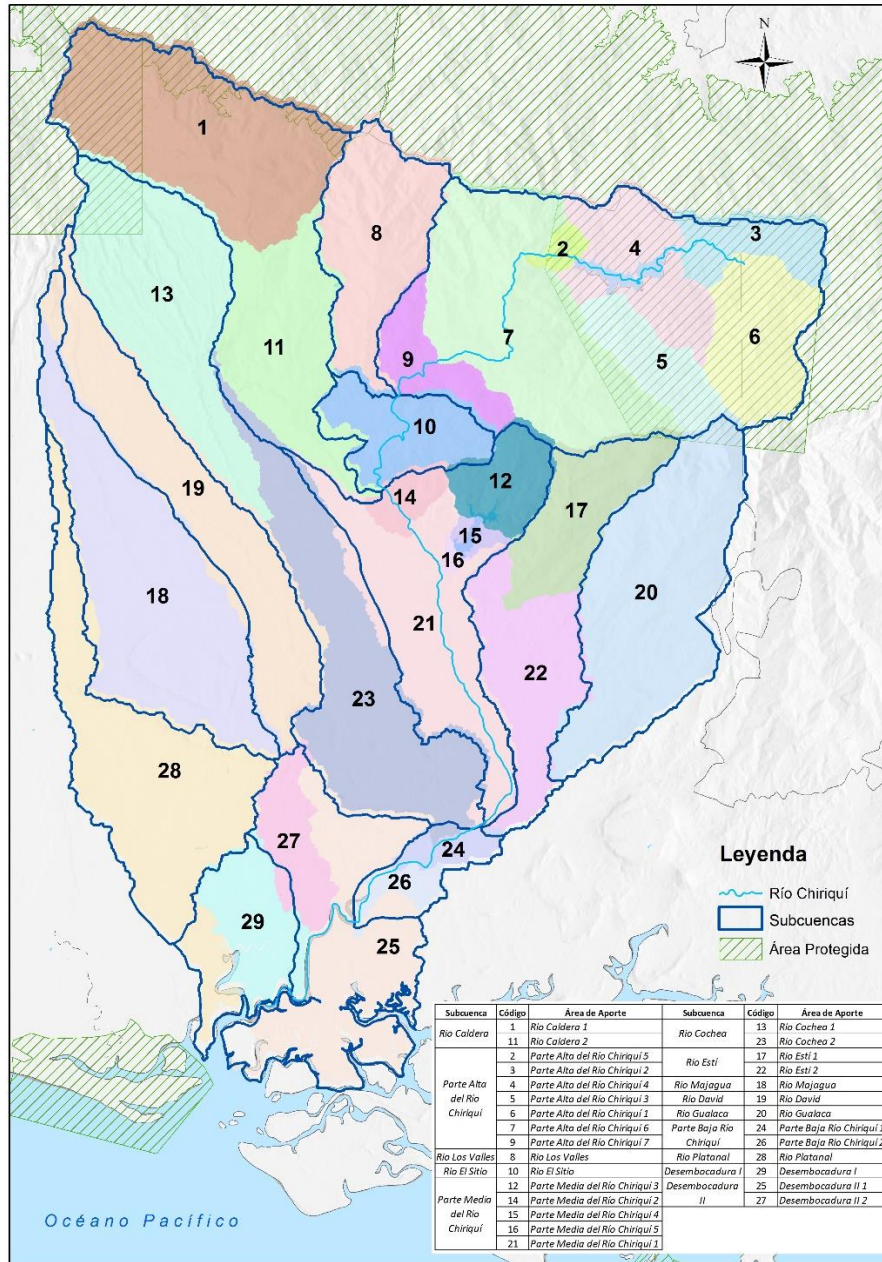 N
1
8
3
2
4
13
7
6
11
9
5
10
12
14
17
19
15
16
18
20
21
22
23
28
Leyenda
27
24
Río Chiriquí
26
Subcuencas
29
25
Área Protegida
Subcuenca Código Área de Aporte Subcuenca Código Área de Aporte
Río Caldera 1 Río Caldera 1 Río Cochea 13 Río Cochea 1
11 Río Caldera 2 23 Río Cochea 2
Parte Alta del Río Chiriquí 2 Parte Alta del Río Chiriquí 5 Río Estí 17 Río Estí 1
3 Parte Alta del Río Chiriquí 2 22 Río Estí 2
4 Parte Alta del Río Chiriquí 4 Río Majagua 18 Río Majagua
5 Parte Alta del Río Chiriquí 3 Río David 19 Río David
6 Parte Alta del Río Chiriquí 1 Río Gualaca 20 Río Gualaca
7 Parte Alta del Río Chiriquí 6 Parte Baja Río Chiriquí 24 Parte Baja Río Chiriquí 1
9 Parte Alta del Río Chiriquí 7 26 Parte Baja Río Chiriquí 2
Río Los Valles 8 Río Los Valles Río Platanal 28 Río Platanal
Río El Sitio 10 Río El Sitio Desembocadura I 29 Desembocadura I
Parte Media del Río Chiriquí 12 Parte Media del Río Chiriquí 3 Desembocadura II 25 Desembocadura II 1
14 Parte Media del Río Chiriquí 2 27 Desembocadura II 2
15 Parte Media del Río Chiriquí 4
16 Parte Media del Río Chiriquí 5
21 Parte Media del Río Chiriquí 1
Océano Pacífico